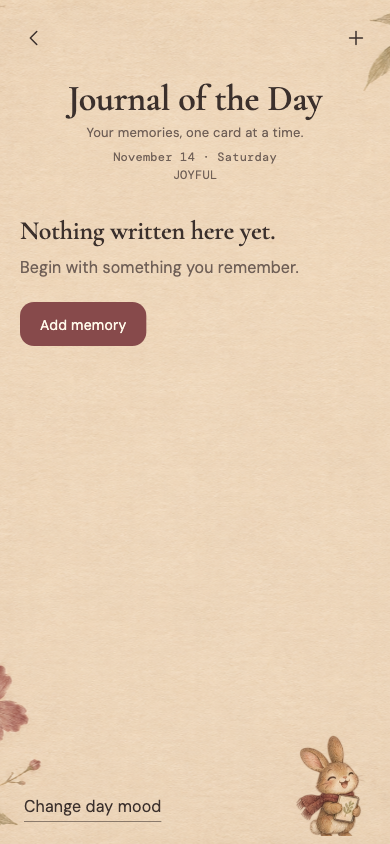 Journal of the Day
Your memories, one card at a time.
November 14 · Saturday
JOYFUL
Nothing written here yet.
Begin with something you remember.
Add memory
Change day mood